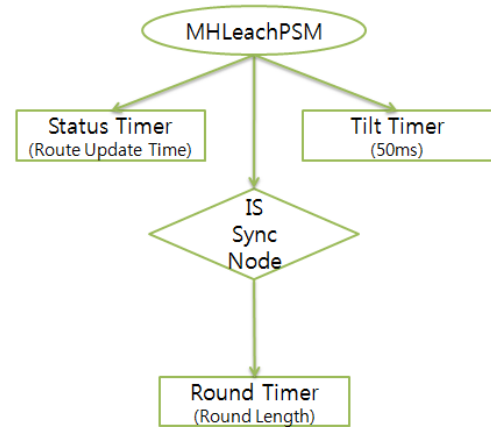 MHLeachPSM
Status Timer
(Route Update Time)
Tilt Timer
(50ms)
IS
Sync
Node
Round Timer
(Round Length)